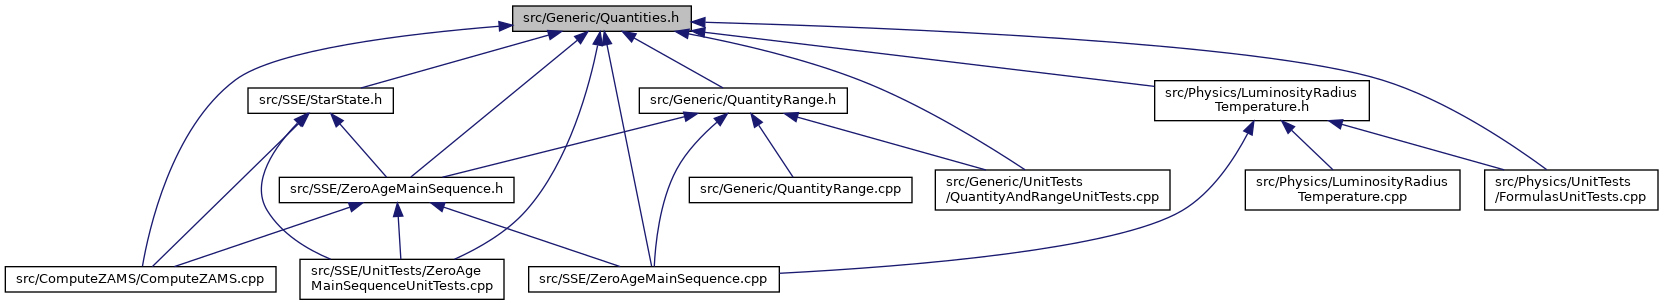 src/Generic/Quantities.h
src/SSE/StarState.h
src/Generic/QuantityRange.h
src/Physics/LuminosityRadius
Temperature.h
src/SSE/ZeroAgeMainSequence.h
src/Generic/QuantityRange.cpp
src/Generic/UnitTests
/QuantityAndRangeUnitTests.cpp
src/Physics/LuminosityRadius
Temperature.cpp
src/Physics/UnitTests
/FormulasUnitTests.cpp
src/ComputeZAMS/ComputeZAMS.cpp
src/SSE/UnitTests/ZeroAge
MainSequenceUnitTests.cpp
src/SSE/ZeroAgeMainSequence.cpp